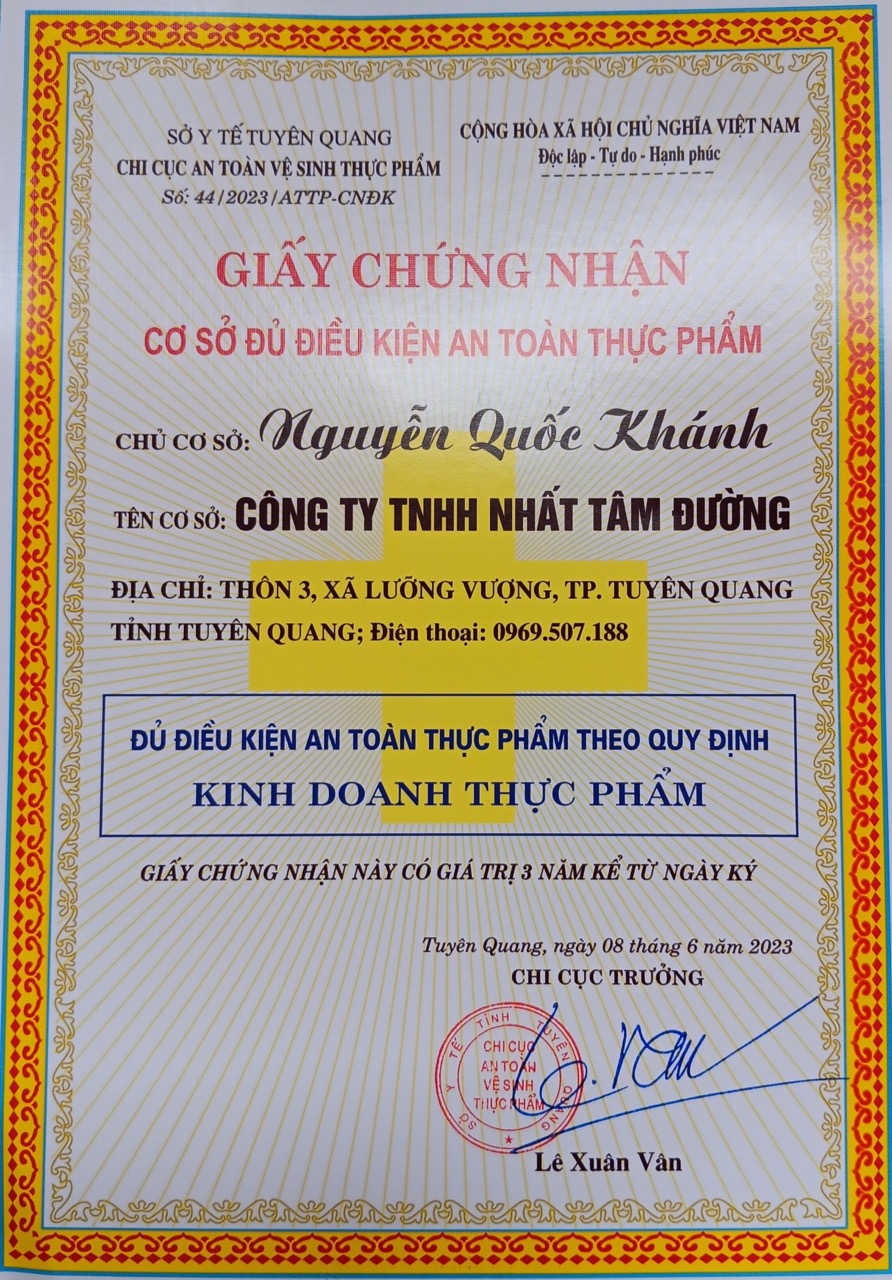 SỞ Y TẾ TUYÊN QUANG
CHI CỤC AN TOÀN VỆ SINH THỰC PHẨM
Số: 44/2023/ATTP-CNĐK
CỘNG HÒA XÃ HỘI CHỦ NGHĨA VIỆT NAM
Độc lập - Tự do - Hạnh phúc
GIẤY CHỨNG NHẬN
CƠ SỞ ĐỦ ĐIỀU KIỆN AN TOÀN THỰC PHẨM
CHỦ CƠ SỞ: Nguyễn Quốc Khánh
TÊN CƠ SỞ: CÔNG TY TNHH NHẤT TÂM ĐƯỜNG
ĐỊA CHỈ: THÔN 3, XÃ LƯỠNG VƯỢNG, TP. TUYÊN QUANG
TỈNH TUYÊN QUANG; Điện thoại: 0969.507.188
ĐỦ ĐIỀU KIỆN AN TOÀN THỰC PHẨM THEO QUY ĐỊNH
KINH DOANH THỰC PHẨM
GIẤY CHỨNG NHẬN NÀY CÓ GIÁ TRỊ 3 NĂM KỂ TỪ NGÀY KÝ
Tuyên Quang, ngày 08 tháng 6 năm 2023
CHI CỤC TRƯỞNG
SỞ Y TẾ TỈNH TUYÊN QUANG
CHI CỤC
AN TOÀN
VỆ SINH
THỰC PHẨM
Lê Xuân Vân